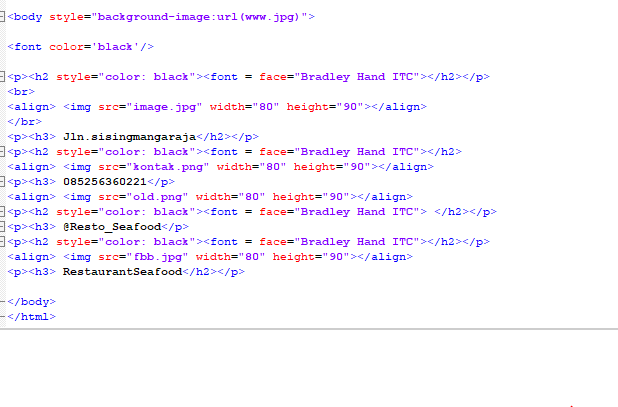 <body style="background-image:url(www.jpg)">
<font color='black'/>
<p><h2 style="color: black"><font = face="Bradley Hand ITC"></h2></p>
<br>
<align> <img src="image.jpg" width="80" height="90"></align>
</br>
<p><h3> Jln.sisingmangaraja</h2></p>
<p><h2 style="color: black"><font = face="Bradley Hand ITC"></h2>
<align> <img src="kontak.png" width="80" height="90"></align>
<p><h3> 085256360221</p>
<align> <img src="old.png" width="80" height="90"></align>
<p><h2 style="color: black"><font = face="Bradley Hand ITC"> </h2></p>
<p><h3> @Resto_Seafood</p>
<p><h2 style="color: black"><font = face="Bradley Hand ITC"></h2></p>
<align> <img src="fbb.jpg" width="80" height="90"></align>
<p><h3> RestaurantSeafood</h2></p>
</body>
</html>